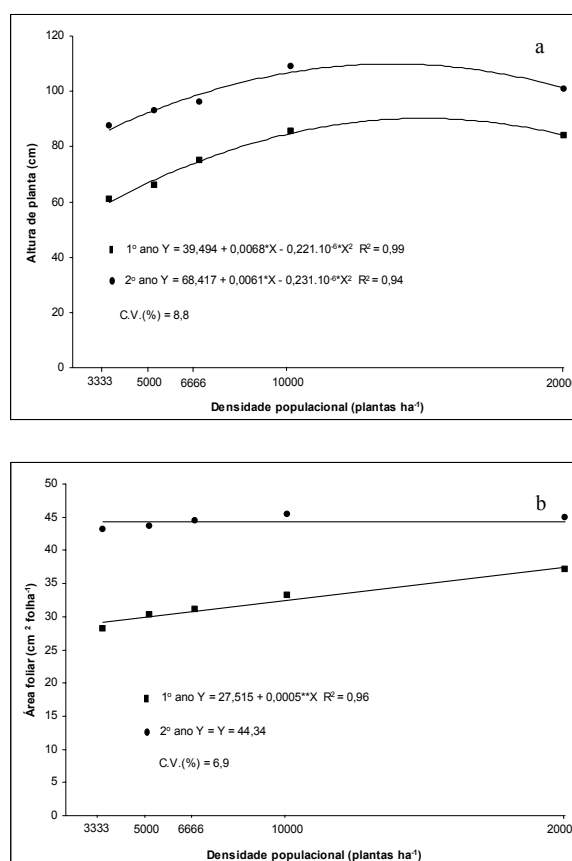 a
120
100
80
60
40
20
0
Altura de planta (cm)
1º ano Y = 39,494 + 0,0068*X - 0,221.10⁻⁶*X² R² = 0,99
2º ano Y = 68,417 + 0,0061*X - 0,231.10⁻⁶*X² R² = 0,94
C.V.(%) = 8,8
3333 5000 6666 10000 2000
Densidade populacional (plantas ha⁻¹)
b
50
45
40
35
30
25
20
15
10
5
0
Área foliar (cm² folha⁻¹)
1º ano Y = 27,515 + 0,0005**X R² = 0,96
2º ano Y = Y = 44,34
C.V.(%) = 6,9
3333 5000 6666 10000 2000
Densidade populacional (plantas ha⁻¹)